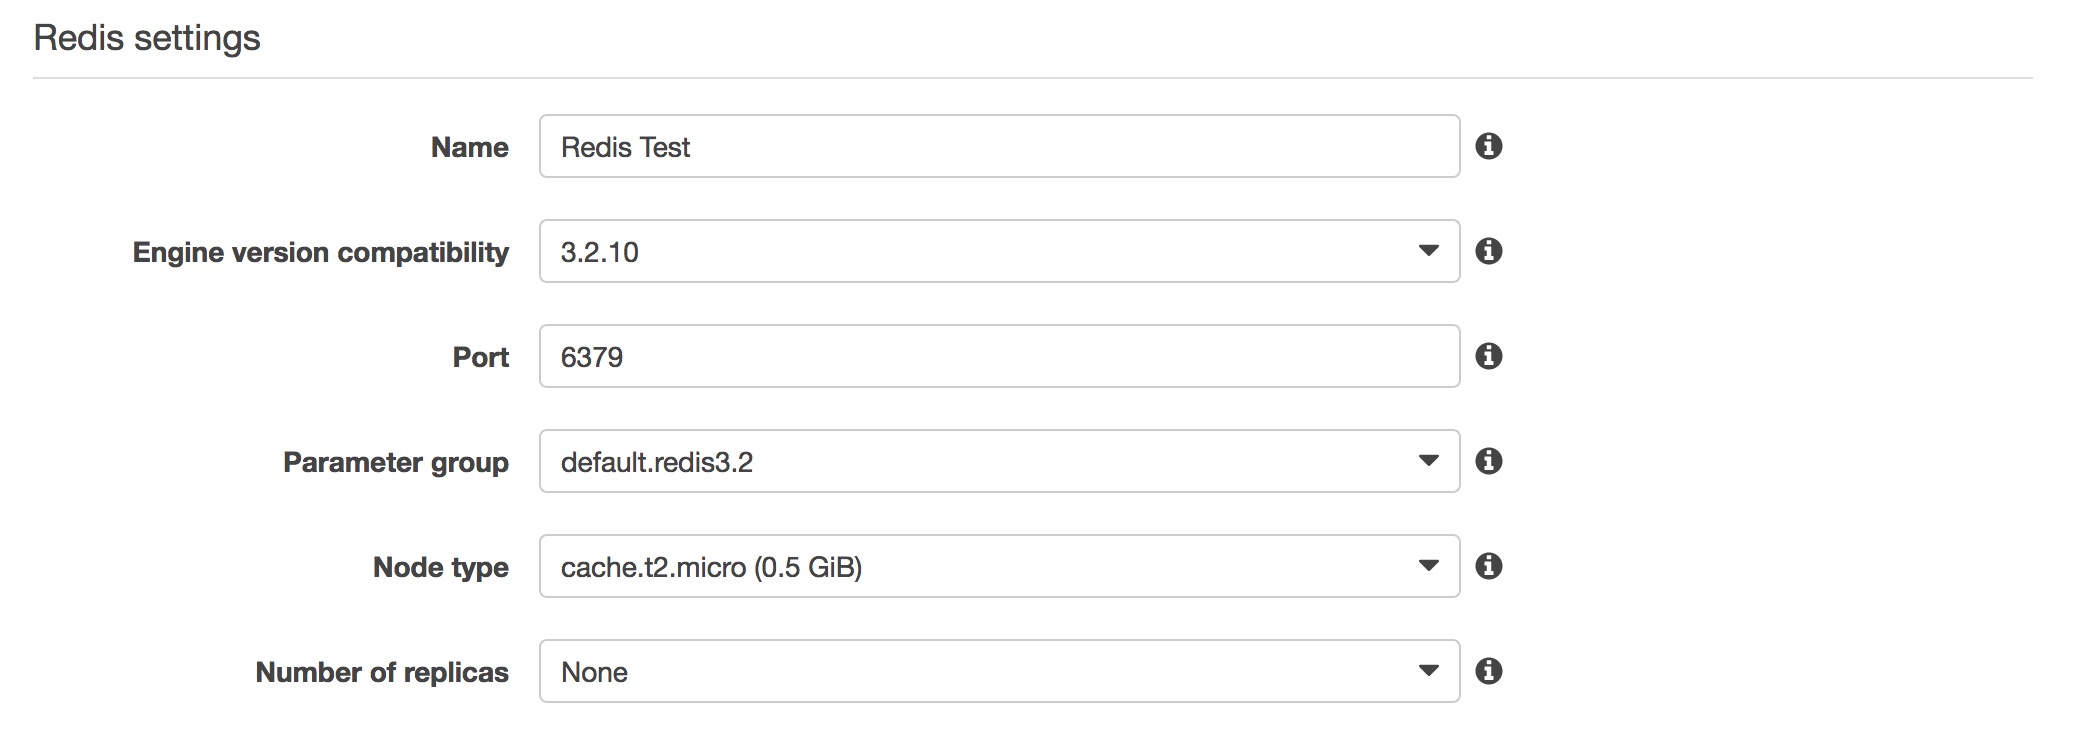 Redis settings
Name Redis Test
Engine version compatibility 3.2.10
Port 6379
Parameter group default.redis3.2
Node type cache.t2.micro (0.5 GiB)
Number of replicas None